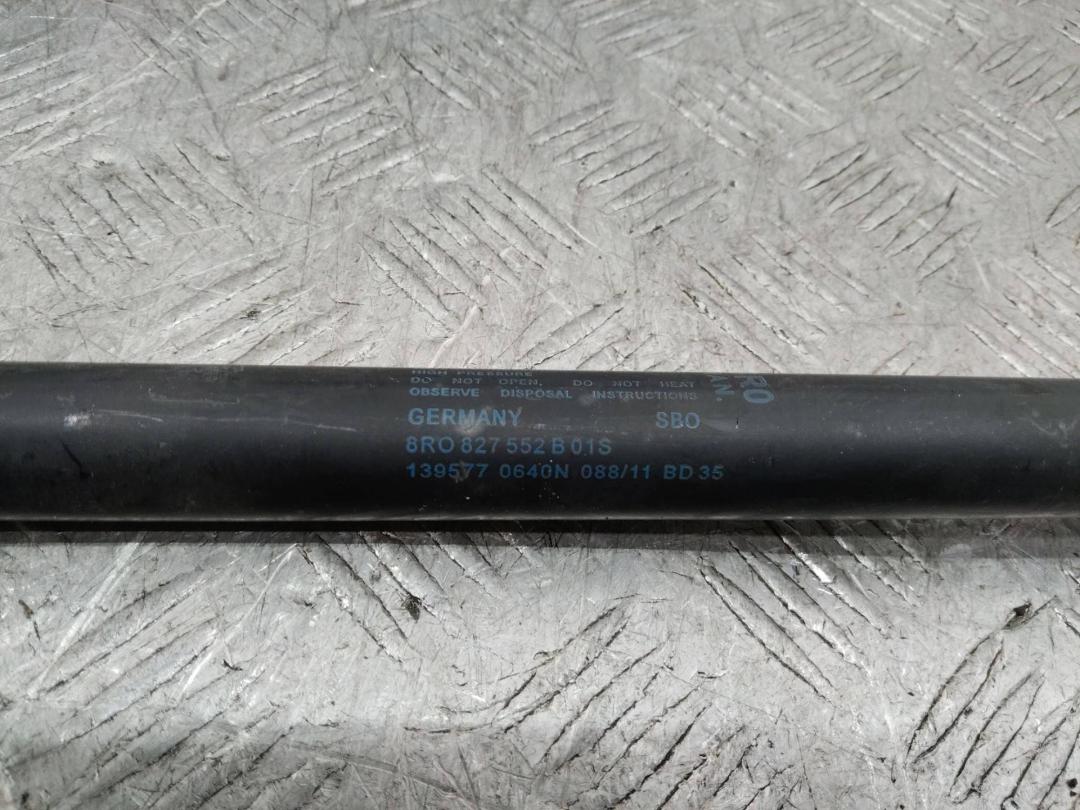 HIGH PRESSURE
DO NOT OPEN, DO NOT HEAT
OBSERVE DISPOSAL INSTRUCTIONS
GERMANY SBO
8RO 827 552 B 01S
139577 0640N 088/11 BD 35